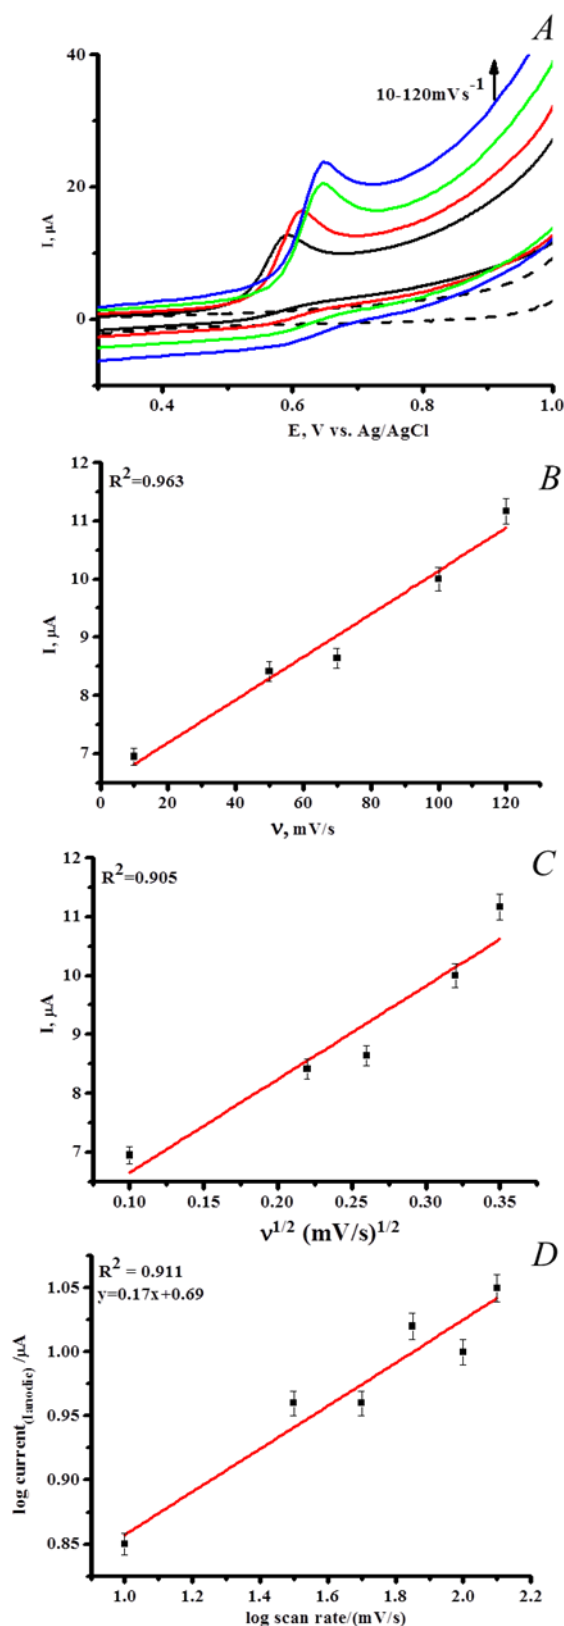 A
40
10-120mVs-1
20
I, μA
0
0.4 0.6 0.8 1.0
E, V vs. Ag/AgCl
12
R2=0.963
B
11
10
I, μA
9
8
7
0 20 40 60 80 100 120
ν, mV/s
12
R2=0.905
C
11
10
I, μA
9
8
7
0.10 0.15 0.20 0.25 0.30 0.35
ν1/2 (mV/s)1/2
D
R2 = 0.911
y=0.17x+0.69
1.05
1.00
log current(Ianodic) /μA
0.95
0.90
0.85
1.0 1.2 1.4 1.6 1.8 2.0 2.2
log scan rate/(mV/s)